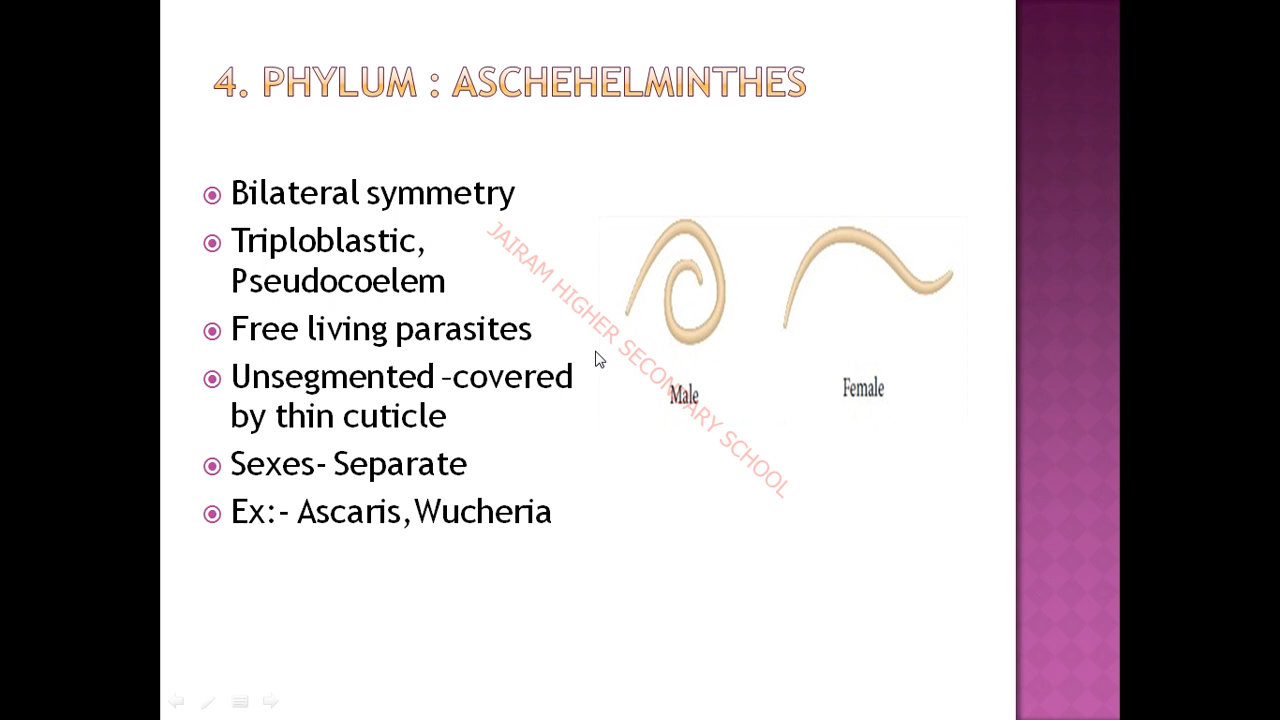 4. PHYLUM : ASCHEHELMINTHES
Bilateral symmetry
Triploblastic,
Pseudocoelem
Free living parasites
Unsegmented –covered
by thin cuticle
Sexes- Separate
Ex:- Ascaris, Wucheria
Male
Female
JAIRAM HIGHER SECONDARY SCHOOL